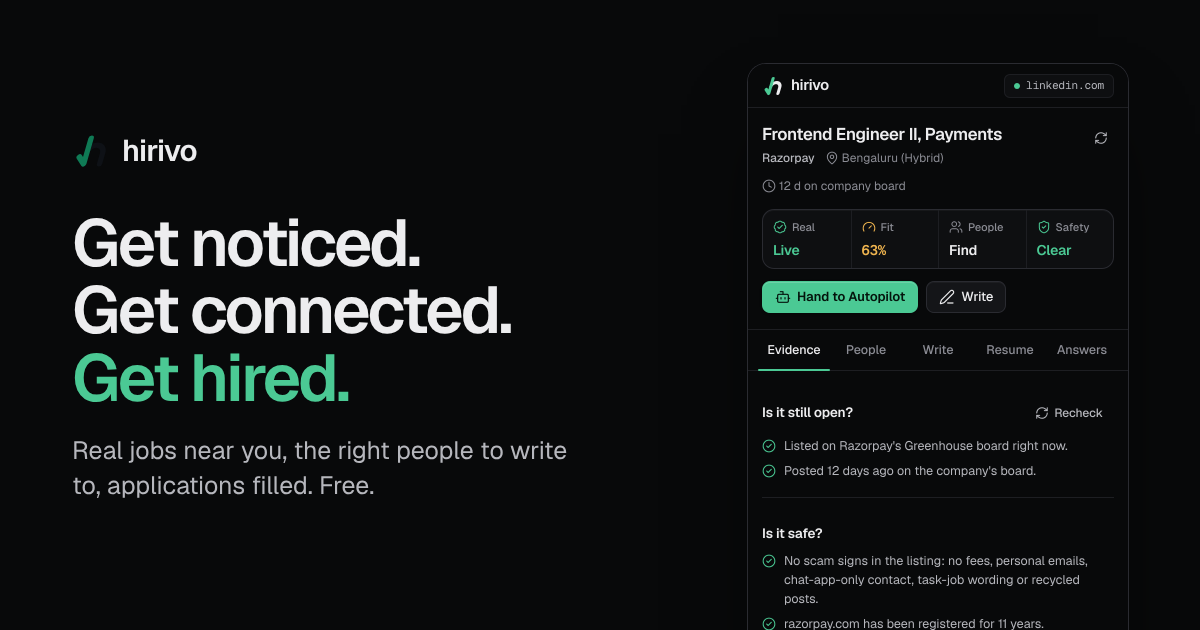 hirivo
Get noticed.
Get connected.
Get hired.
Real jobs near you, the right people to write
to, applications filled. Free.
hirivo
linkedin.com
Frontend Engineer II, Payments
Razorpay Bengaluru (Hybrid)
12 d on company board
Real Fit People Safety
Live 63% Find Clear
Hand to Autopilot Write
Evidence People Write Resume Answers
Is it still open? Recheck
Listed on Razorpay's Greenhouse board right now.
Posted 12 days ago on the company's board.
Is it safe?
No scam signs in the listing: no fees, personal emails,
chat-app-only contact, task-job wording or recycled
posts.
razorpay.com has been registered for 11 years.